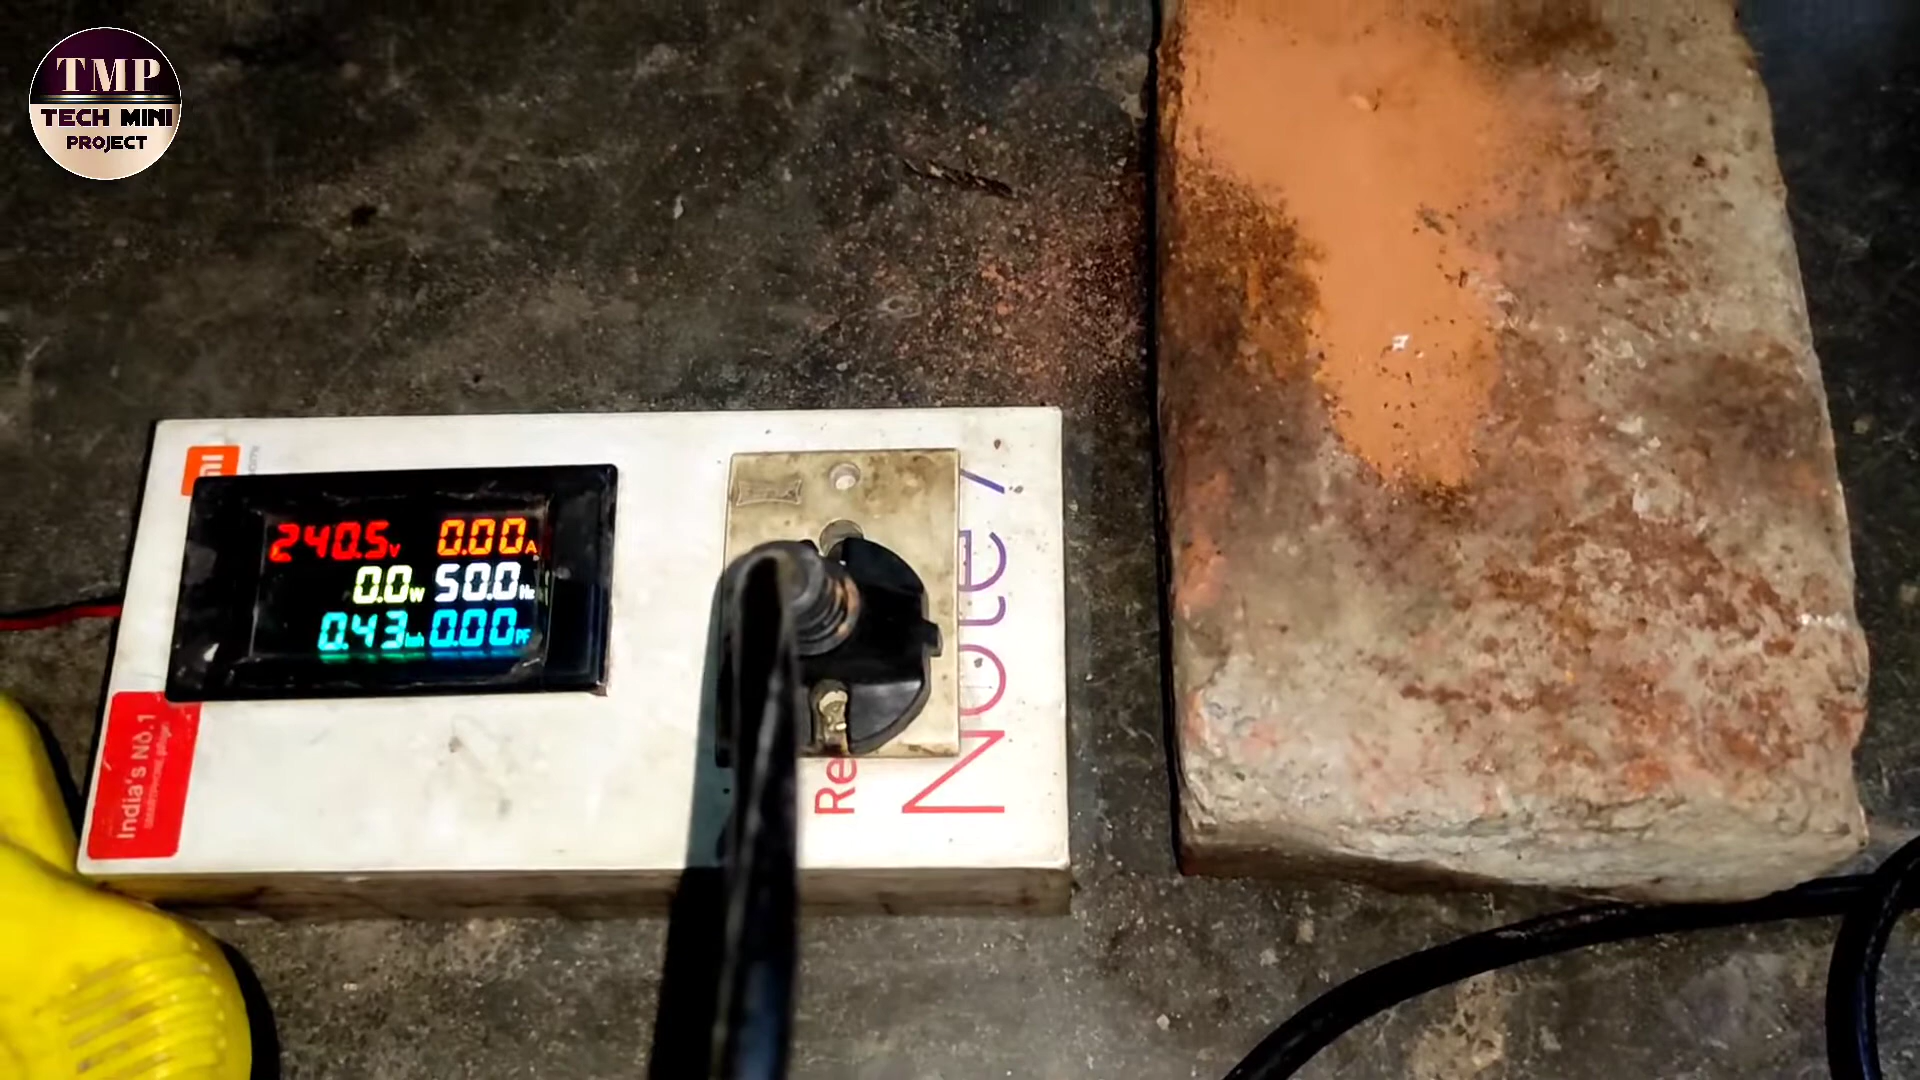 TMP
TECH MINI
PROJECT
mi
240.5V 0.00A
0.0W 50.0Hz
0.43kWh 0.00PF
India's No.1
Re
Note 7